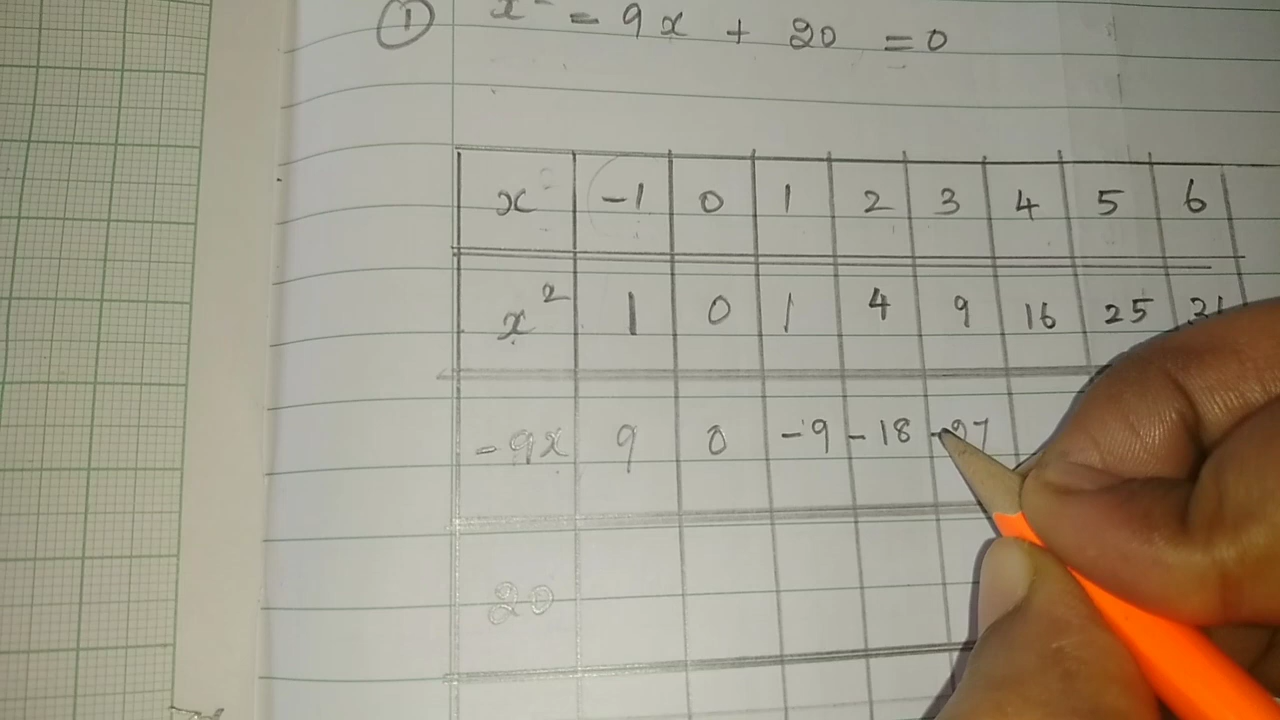 ① x² = 9x + 20 = 0
x -1 0 1 2 3 4 5 6
x² 1 0 1 4 9 16 25
-9x 9 0 -9 -18 -27
20